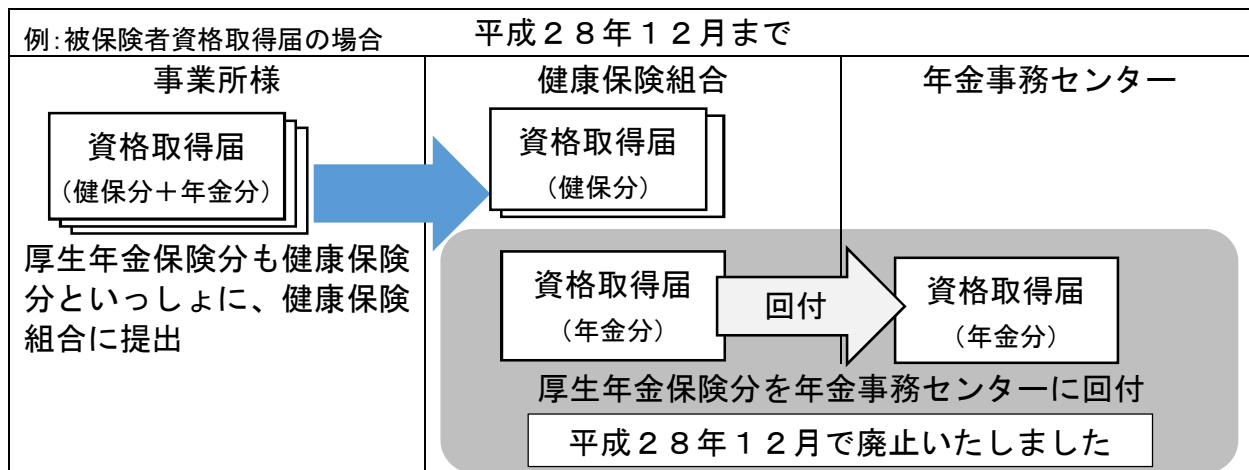 例：被保険者資格取得届の場合
平成２８年１２月まで
事業所様
健康保険組合
年金事務センター
資格取得届
（健保分＋年金分）
資格取得届
（健保分）
厚生年金保険分も健康保険
分といっしょに、健康保険
組合に提出
資格取得届
（年金分）
回付
資格取得届
（年金分）
厚生年金保険分を年金事務センターに回付
平成２８年１２月で廃止いたしました